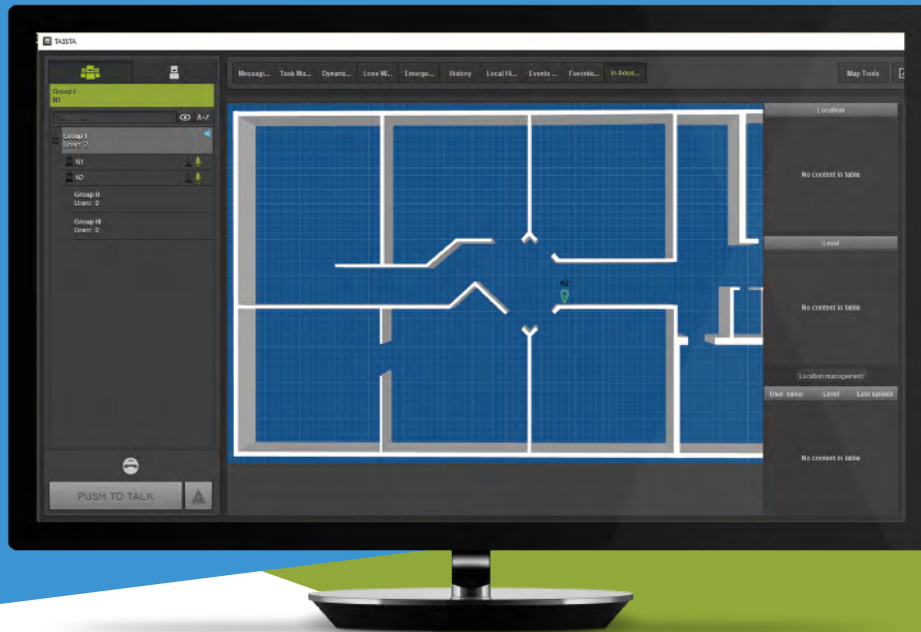 TASSTA
Messagi... Task Ma... Dynami... Lone W... Emerge... History Local Hi... Events ... Favorite... In-hous... Map Tools
Group I
N1
A+Z
Group I
Users: 2
N1
N2
Group II
Users: 0
Group III
Users: 0
PUSH TO TALK
N2
Location
No content in table
Level
No content in table
Location management
User name Level Last update
No content in table